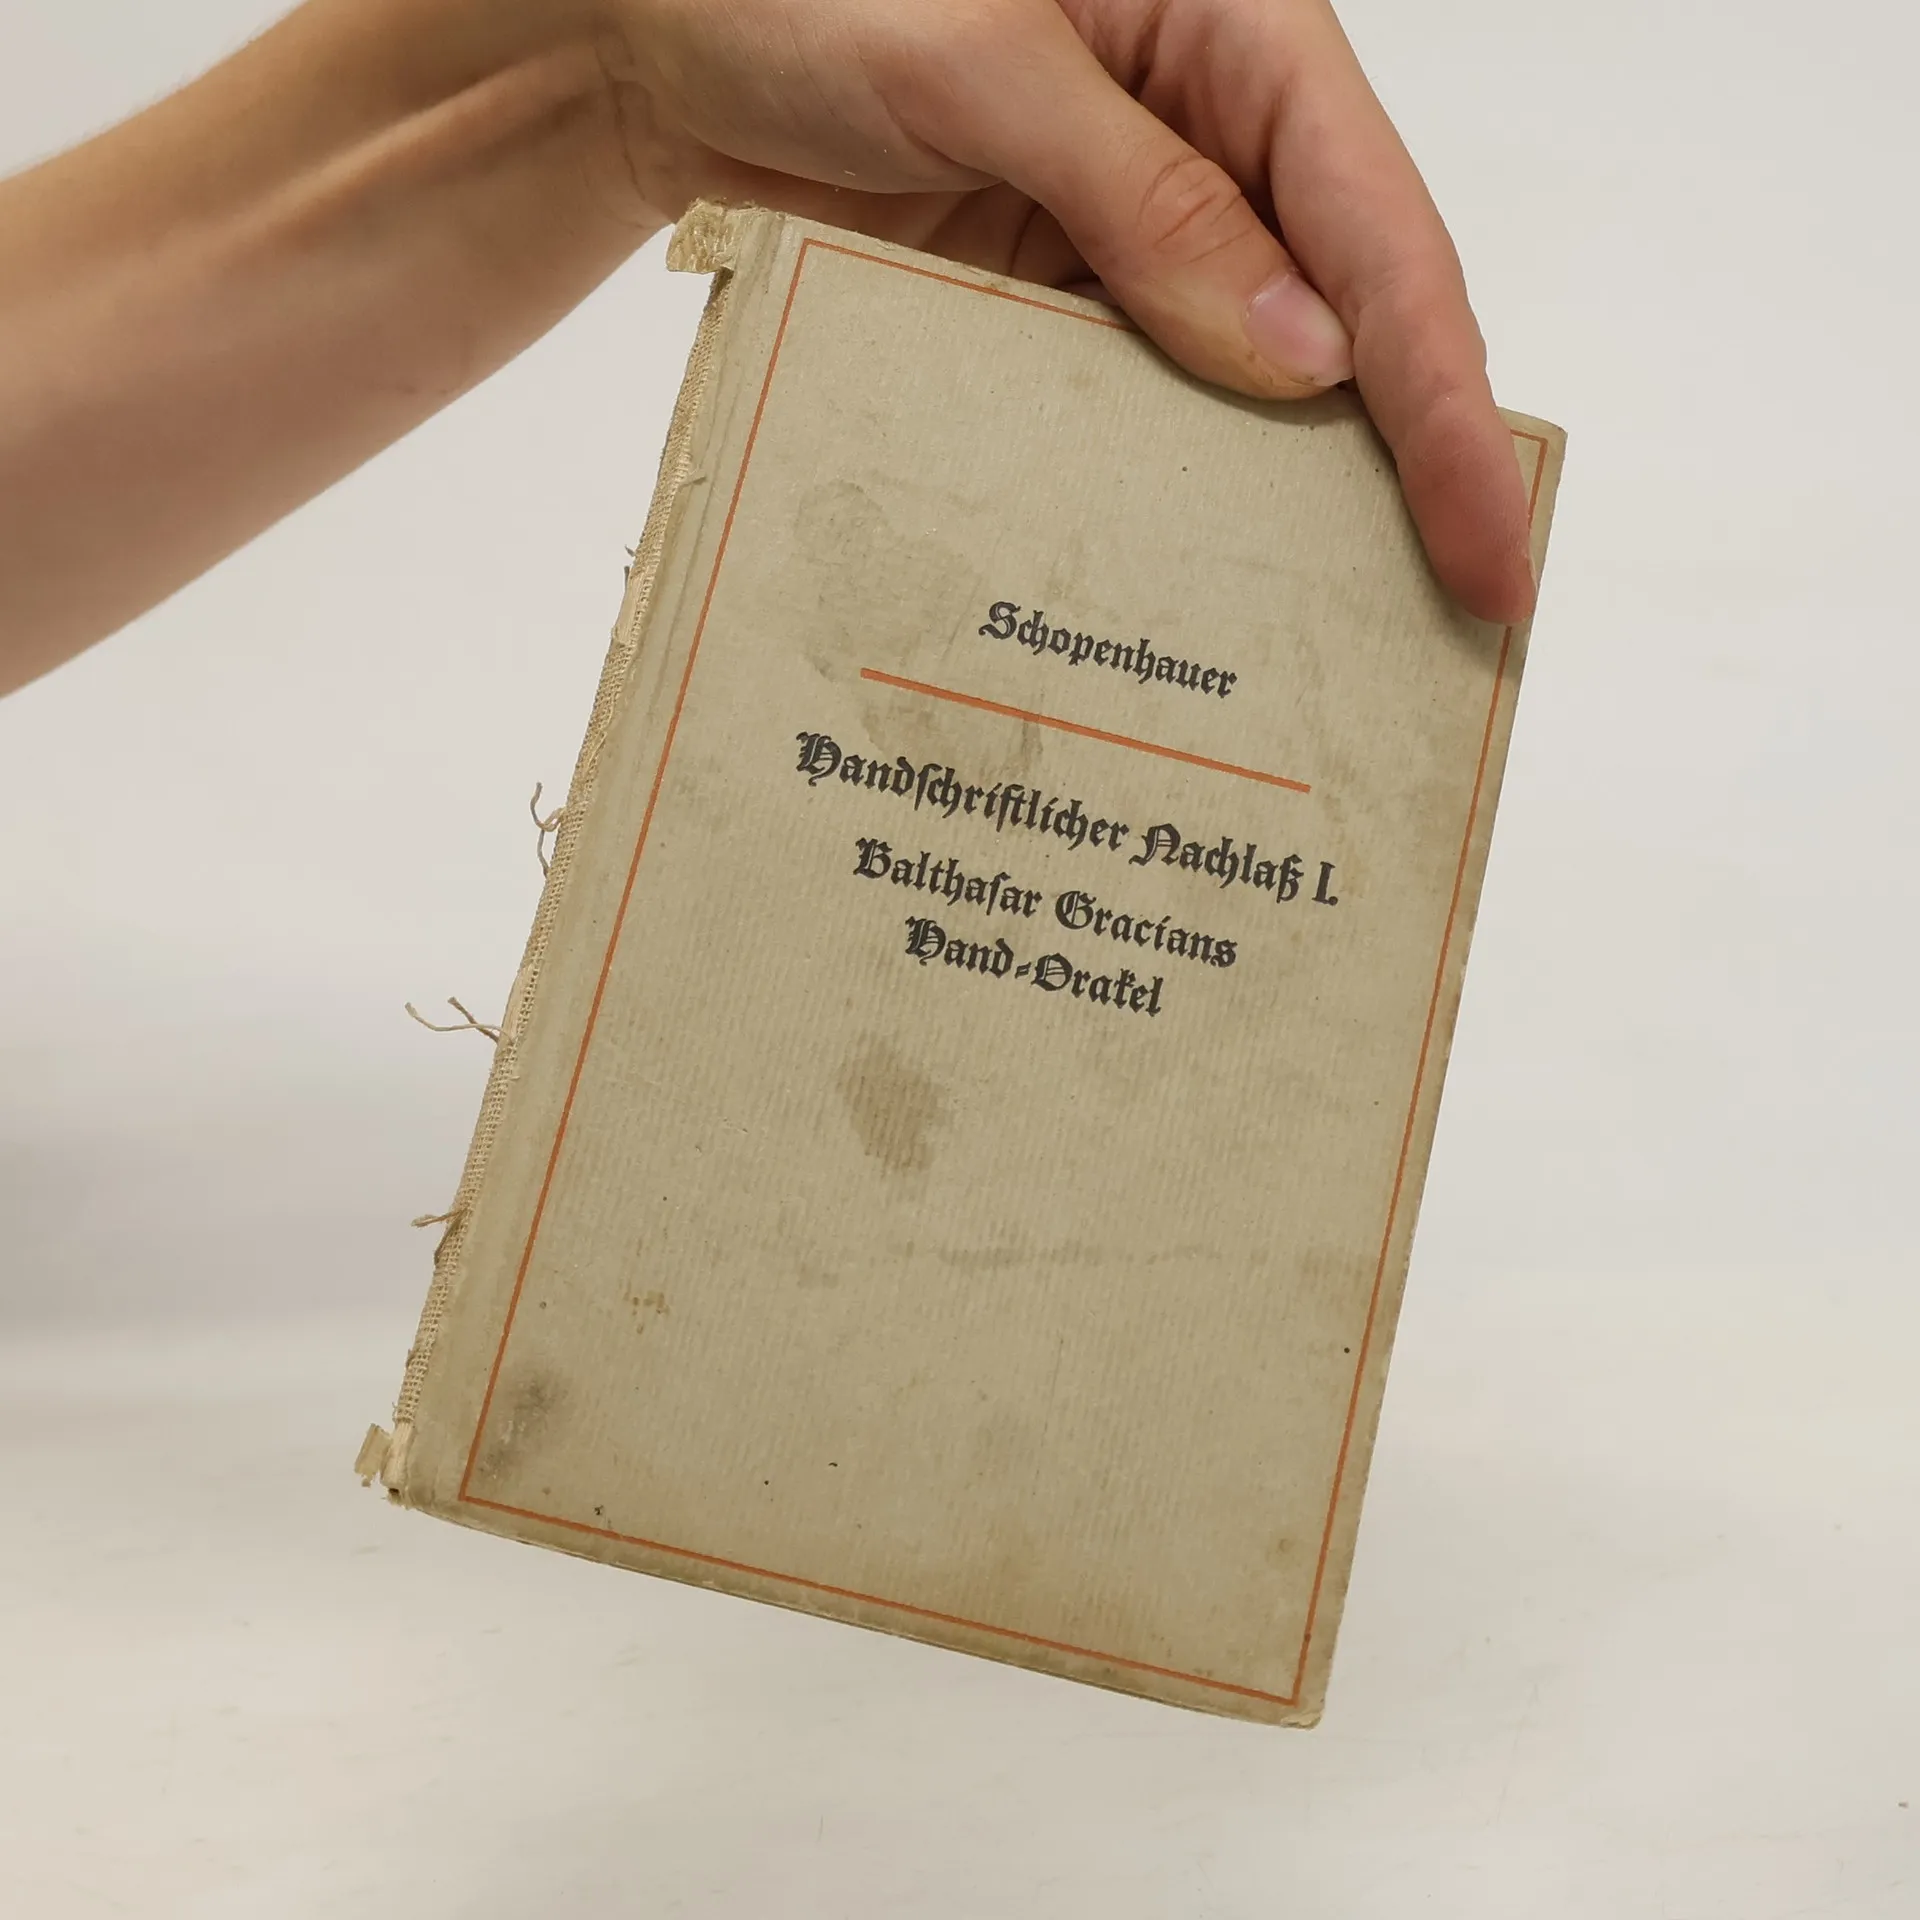 Schopenhauer
Handſchriftlicher Nachlaß I.
Balthaſar Gracians
Hand-Orakel